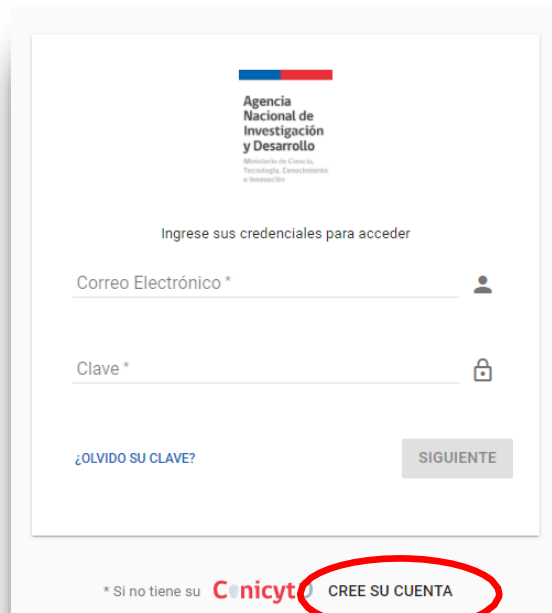 Agencia
Nacional de
Investigación
y Desarrollo
Ministerio de Ciencia,
Tecnología, Conocimiento
e Innovación
Ingrese sus credenciales para acceder
Correo Electrónico *
Clave *
¿OLVIDO SU CLAVE?
SIGUIENTE
* Si no tiene su Conicyt CREE SU CUENTA